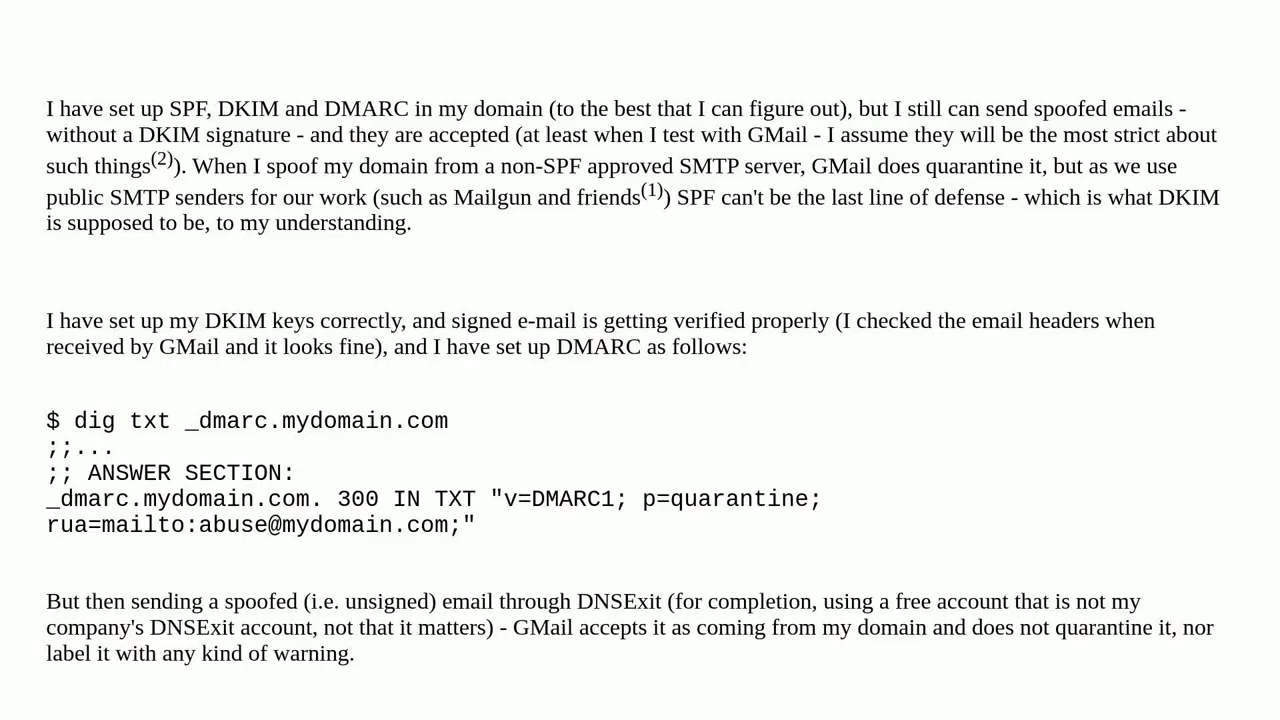 I have set up SPF, DKIM and DMARC in my domain (to the best that I can figure out), but I still can send spoofed emails -
without a DKIM signature - and they are accepted (at least when I test with GMail - I assume they will be the most strict about
such things(2)). When I spoof my domain from a non-SPF approved SMTP server, GMail does quarantine it, but as we use
public SMTP senders for our work (such as Mailgun and friends(1)) SPF can't be the last line of defense - which is what DKIM
is supposed to be, to my understanding.
I have set up my DKIM keys correctly, and signed e-mail is getting verified properly (I checked the email headers when
received by GMail and it looks fine), and I have set up DMARC as follows:
$ dig txt _dmarc.mydomain.com
;;...
;; ANSWER SECTION:
_dmarc.mydomain.com. 300 IN TXT "v=DMARC1; p=quarantine;
rua=mailto:abuse@mydomain.com;"
But then sending a spoofed (i.e. unsigned) email through DNSExit (for completion, using a free account that is not my
company's DNSExit account, not that it matters) - GMail accepts it as coming from my domain and does not quarantine it, nor
label it with any kind of warning.